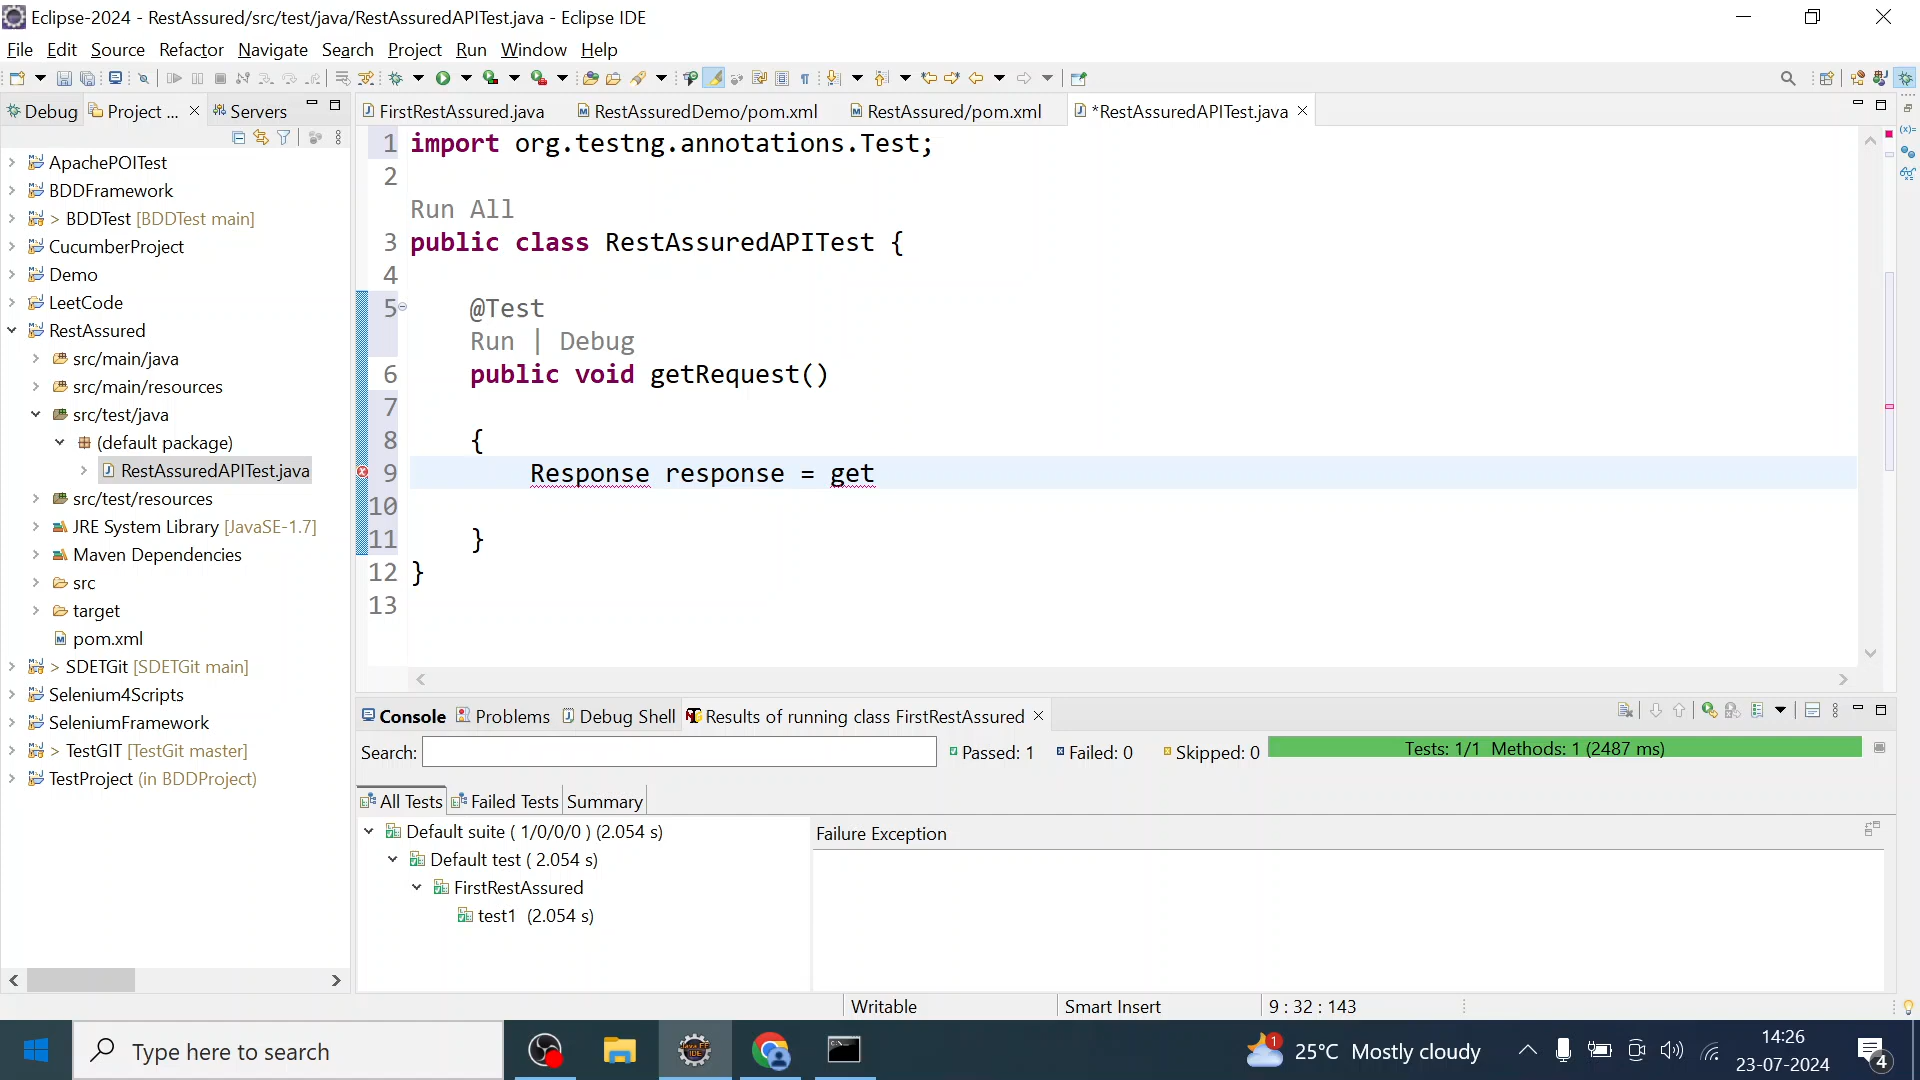 Eclipse-2024 - RestAssured/src/test/java/RestAssuredAPITest.java - Eclipse IDE
File Edit Source Refactor Navigate Search Project Run Window Help
Debug Project ... Servers
FirstRestAssured.java RestAssuredDemo/pom.xml RestAssured/pom.xml *RestAssuredAPITest.java
ApachePOITest
BDDFramework
> BDDTest [BDDTest main]
CucumberProject
Demo
LeetCode
RestAssured
src/main/java
src/main/resources
src/test/java
(default package)
RestAssuredAPITest.java
src/test/resources
JRE System Library [JavaSE-1.7]
Maven Dependencies
src
target
pom.xml
> SDETGit [SDETGit main]
Selenium4Scripts
SeleniumFramework
> TestGIT [TestGit master]
TestProject (in BDDProject)
1 import org.testng.annotations.Test;
2
Run All
3 public class RestAssuredAPITest {
4
5 @Test
Run | Debug
6 public void getRequest()
7
8 {
9 Response response = get
10
11 }
12 }
13
Console Problems Debug Shell Results of running class FirstRestAssured
Search: Passed: 1 Failed: 0 Skipped: 0 Tests: 1/1 Methods: 1 (2487 ms)
All Tests Failed Tests Summary
Default suite ( 1/0/0/0 ) (2.054 s)
Default test ( 2.054 s)
FirstRestAssured
test1 (2.054 s)
Failure Exception
Writable Smart Insert 9 : 32 : 143
Type here to search
1 25°C Mostly cloudy
14:26
23-07-2024
4